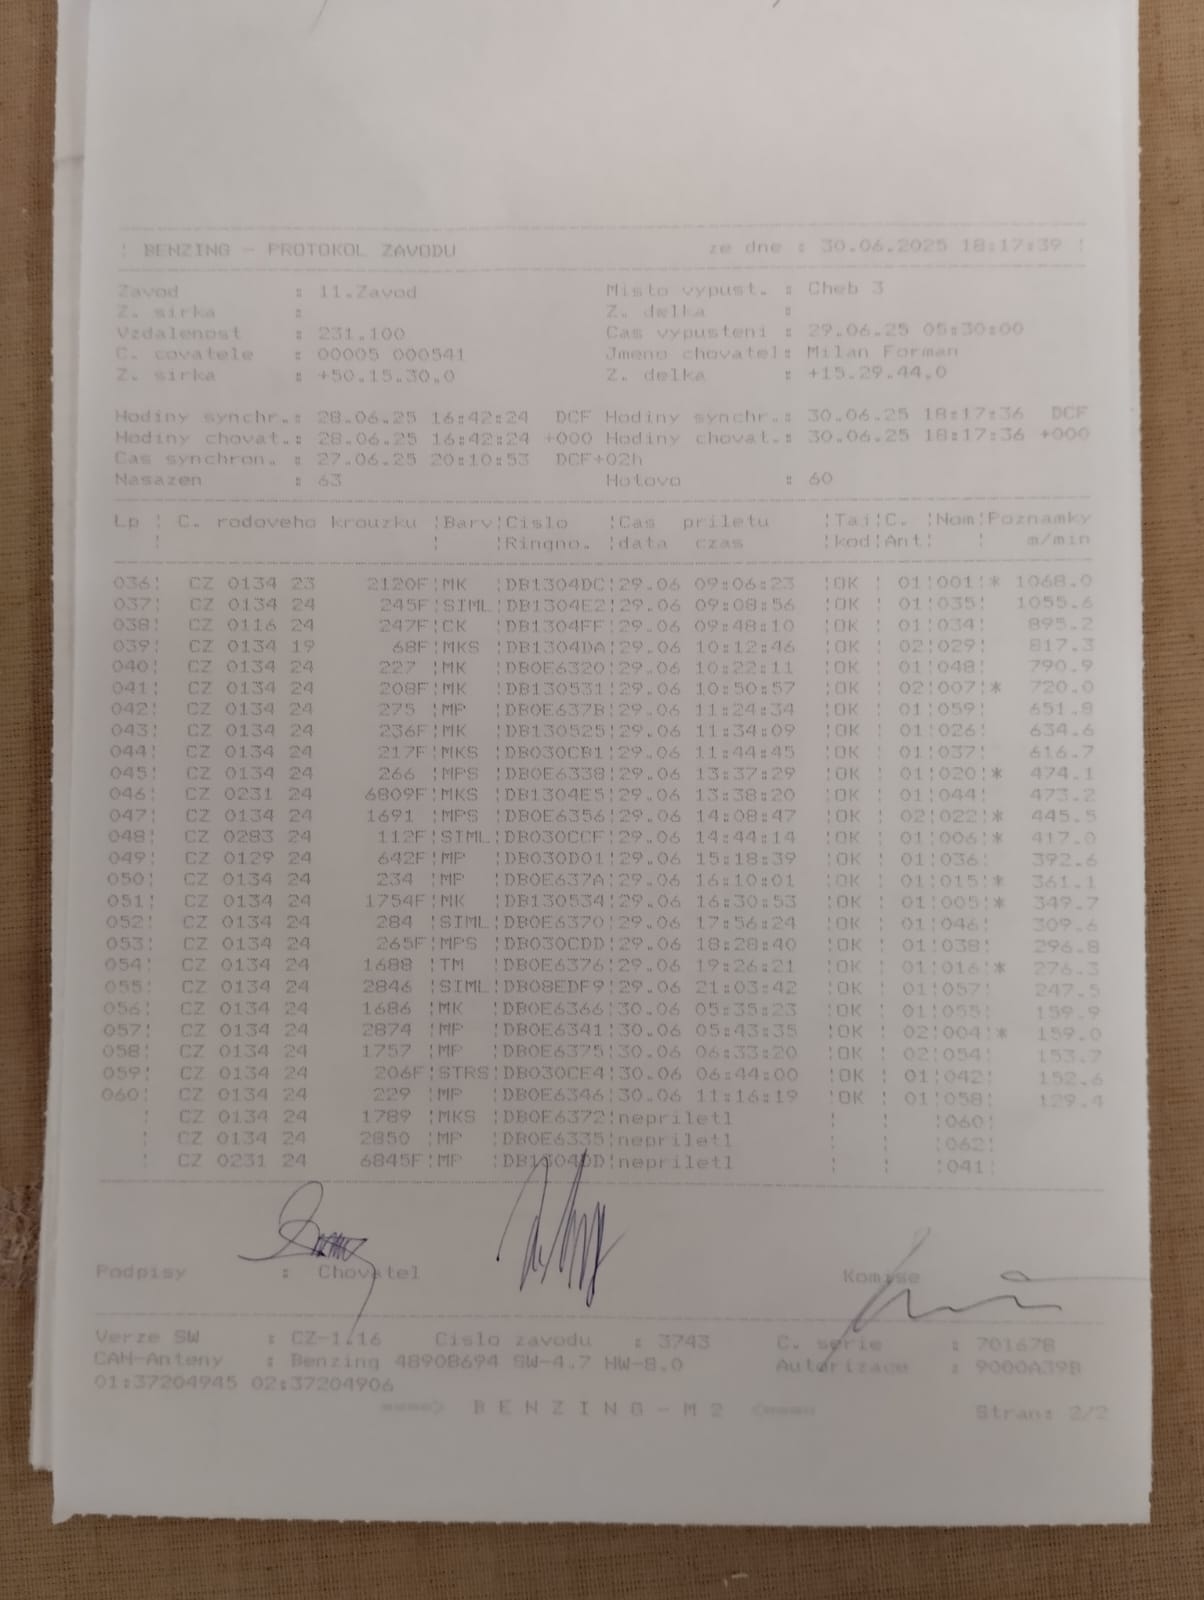 ! BENZING - PROTOKOL ZAVODU ze dne : 30.06.2025 18:17:39 !
Zavod : 11.Zavod Misto vypust. : Cheb 3
Z. sirka : Z. delka :
Vzdalenost : 231.100 Cas vypusteni : 29.06.25 05:30:00
C. covatele : 00005 000541 Jmeno chovatel: Milan Forman
Z. sirka : +50.15.30.0 Z. delka : +15.29.44.0
Hodiny synchr.: 28.06.25 16:42:24 DCF Hodiny synchr.: 30.06.25 18:17:36 DCF
Hodiny chovat.: 28.06.25 16:42:24 +000 Hodiny chovat.: 30.06.25 18:17:36 +000
Cas synchron. : 27.06.25 20:10:53 DCF+02h
Nasazen : 63 Hotovo : 60
Lp ! C. rodoveho krouzku !Barv!Cislo !Cas priletu !Taj!C. !Nom!Poznamky
! ! !Ringno. !data czas !kod!Ant! ! m/min
036! CZ 0134 23 2120F!MK !DB1304DC!29.06 09:06:23 !OK ! 01!001!* 1068.0
037! CZ 0134 24 245F!SIML!DB1304E2!29.06 09:08:56 !OK ! 01!035! 1055.6
038! CZ 0116 24 247F!CK !DB1304FF!29.06 09:48:10 !OK ! 01!034! 895.2
039! CZ 0134 19 68F!MKS !DB1304DA!29.06 10:12:46 !OK ! 02!029! 817.3
040! CZ 0134 24 227 !MK !DB0E6320!29.06 10:22:11 !OK ! 01!048! 790.9
041! CZ 0134 24 208F!MK !DB130531!29.06 10:50:57 !OK ! 02!007!* 720.0
042! CZ 0134 24 275 !MP !DB0E637B!29.06 11:24:34 !OK ! 01!059! 651.8
043! CZ 0134 24 236F!MK !DB130525!29.06 11:34:09 !OK ! 01!026! 634.6
044! CZ 0134 24 217F!MKS !DB030CB1!29.06 11:44:45 !OK ! 01!037! 616.7
045! CZ 0134 24 266 !MPS !DB0E6338!29.06 13:37:29 !OK ! 01!020!* 474.1
046! CZ 0231 24 6809F!MKS !DB1304E5!29.06 13:38:20 !OK ! 01!044! 473.2
047! CZ 0134 24 1691 !MPS !DB0E6356!29.06 14:08:47 !OK ! 02!022!* 445.5
048! CZ 0283 24 112F!SIML!DB030CCF!29.06 14:44:14 !OK ! 01!006!* 417.0
049! CZ 0129 24 642F!MP !DB030D01!29.06 15:18:39 !OK ! 01!036! 392.6
050! CZ 0134 24 234 !MP !DB0E637A!29.06 16:10:01 !OK ! 01!015!* 361.1
051! CZ 0134 24 1754F!MK !DB130534!29.06 16:30:53 !OK ! 01!005!* 349.7
052! CZ 0134 24 284 !SIML!DB0E6370!29.06 17:56:24 !OK ! 01!046! 309.6
053! CZ 0134 24 265F!MPS !DB030CDD!29.06 18:28:40 !OK ! 01!038! 296.8
054! CZ 0134 24 1688 !TM !DB0E6376!29.06 19:26:21 !OK ! 01!016!* 276.3
055! CZ 0134 24 2846 !SIML!DB08EDF9!29.06 21:03:42 !OK ! 01!057! 247.5
056! CZ 0134 24 1686 !MK !DB0E6366!30.06 05:35:23 !OK ! 01!055! 159.9
057! CZ 0134 24 2874 !MP !DB0E6341!30.06 05:43:35 !OK ! 02!004!* 159.0
058! CZ 0134 24 1757 !MP !DB0E6375!30.06 06:33:20 !OK ! 02!054! 153.7
059! CZ 0134 24 206F!STRS!DB030CE4!30.06 06:44:00 !OK ! 01!042! 152.6
060! CZ 0134 24 229 !MP !DB0E6346!30.06 11:16:19 !OK ! 01!058! 129.4
! CZ 0134 24 1789 !MKS !DB0E6372!nepriletl ! ! !060!
! CZ 0134 24 2850 !MP !DB0E6335!nepriletl ! ! !062!
! CZ 0231 24 6845F!MP !DB1304DD!nepriletl ! ! !041!
Podpisy : Chovatel Komise
Verze SW : CZ-1.16 Cislo zavodu : 3743 C. serie : 701678
CAN-Anteny : Benzing 48908694 SW-4.7 HW-8.0 Autorizace : 9000A39B
01:37204945 02:37204906
====> B E N Z I N G - M 2 <==== Stran: 2/2